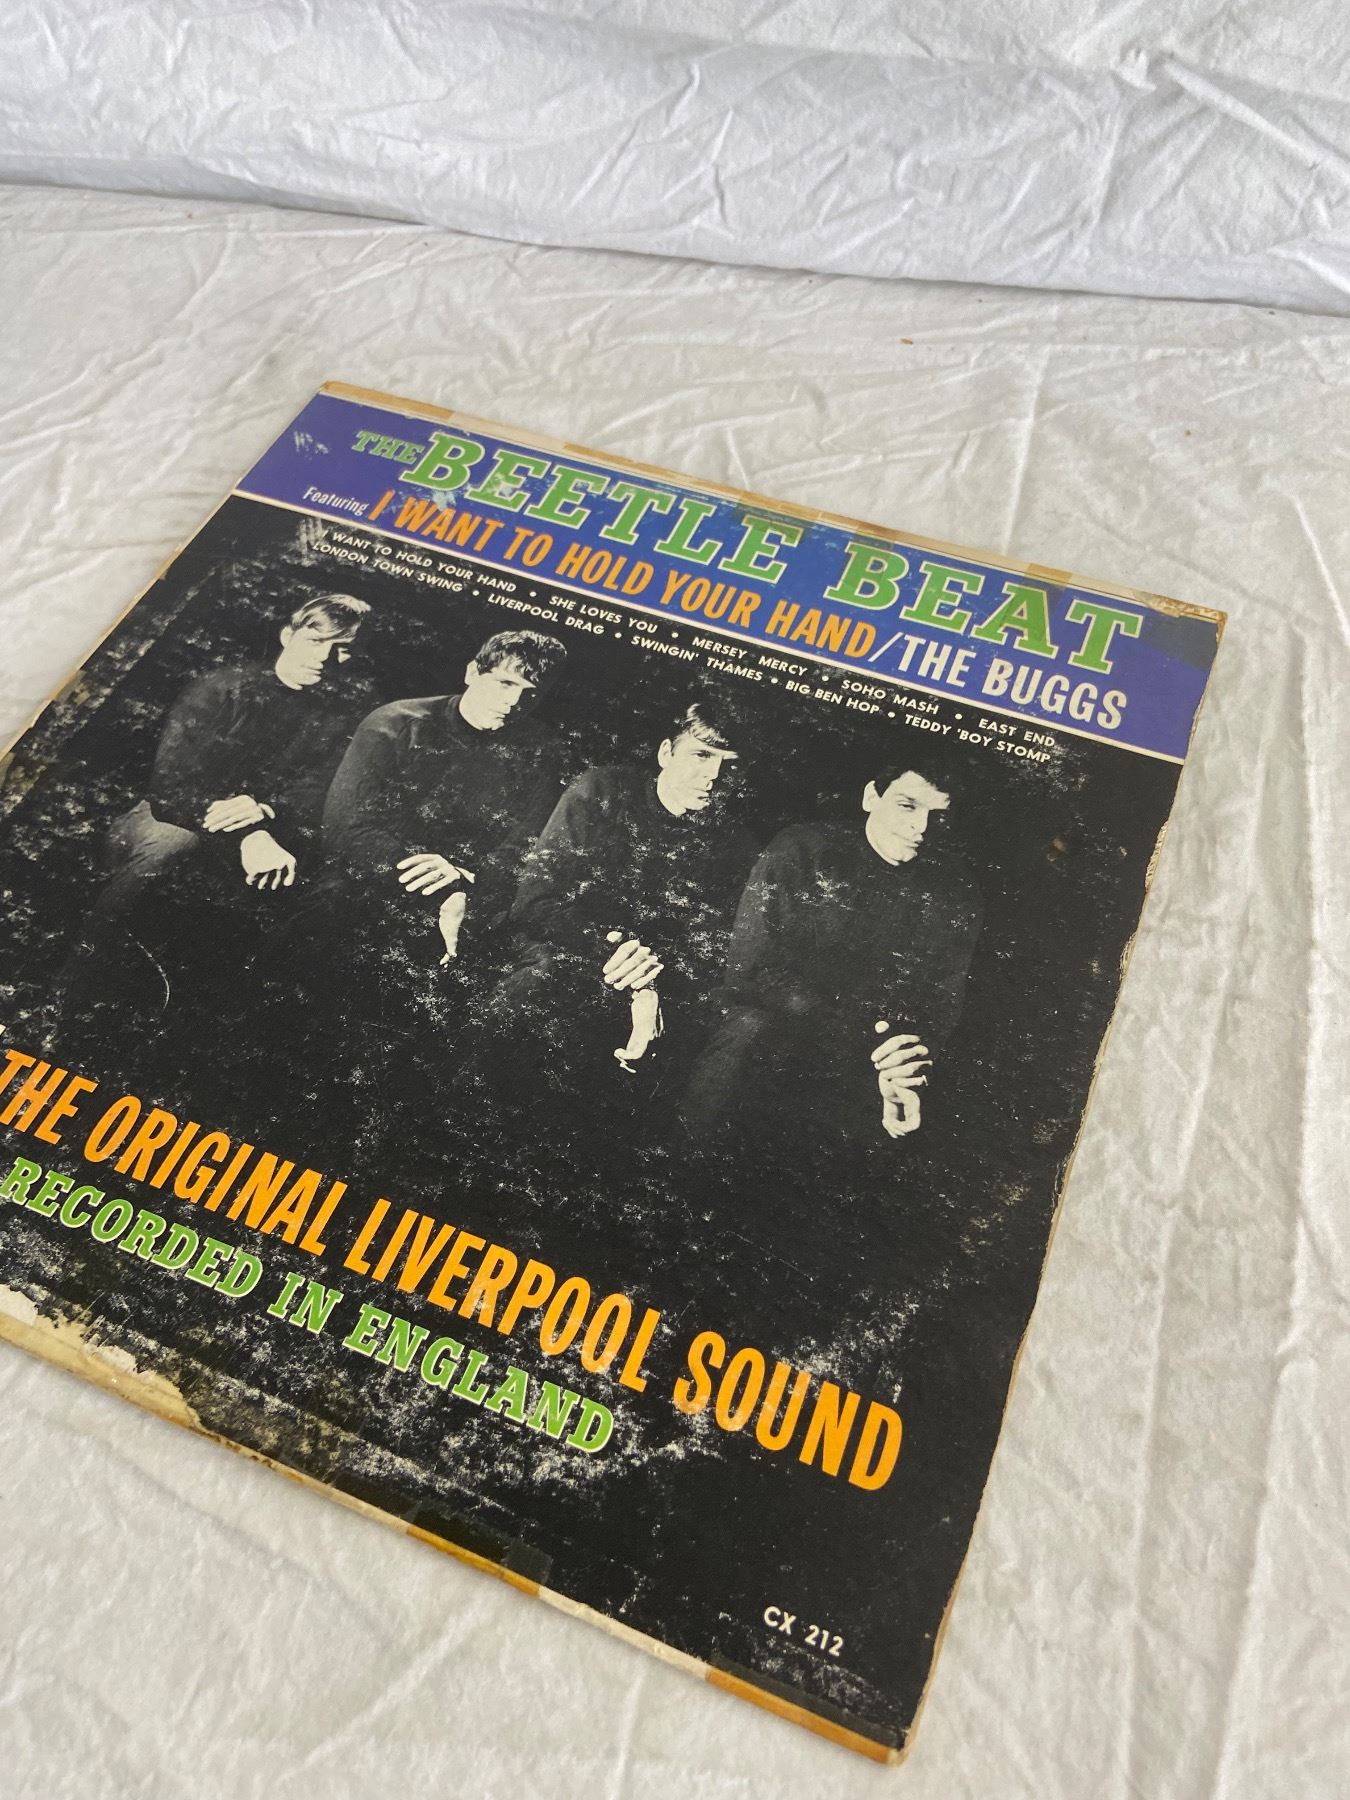 THE BEETLE BEAT
Featuring I WANT TO HOLD YOUR HAND/THE BUGGS
I WANT TO HOLD YOUR HAND • SHE LOVES YOU • MERSEY MERCY • SOHO MASH • EAST END
LONDON TOWN SWING • LIVERPOOL DRAG • SWINGIN' THAMES • BIG BEN HOP • TEDDY 'BOY STOMP
THE ORIGINAL LIVERPOOL SOUND
RECORDED IN ENGLAND
CX 212